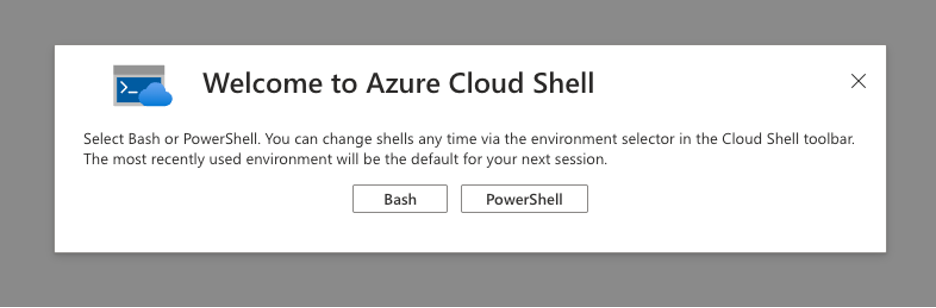 Welcome to Azure Cloud Shell
Select Bash or PowerShell. You can change shells any time via the environment selector in the Cloud Shell toolbar.
The most recently used environment will be the default for your next session.
Bash
PowerShell